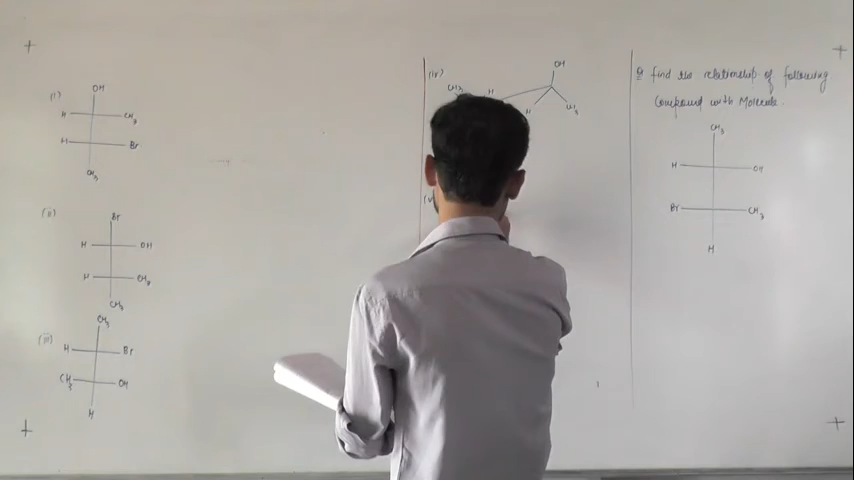 (i)
OH
H CH3
H Br
CH3
(ii)
Br
H OH
H CH3
CH3
(iii)
CH3
H Br
CH3 OH
H
(iv)
OH
CH3 H
H CH3
(v)
Q find the relationship of following
Compound with Molecule.
CH3
H OH
Br CH3
H